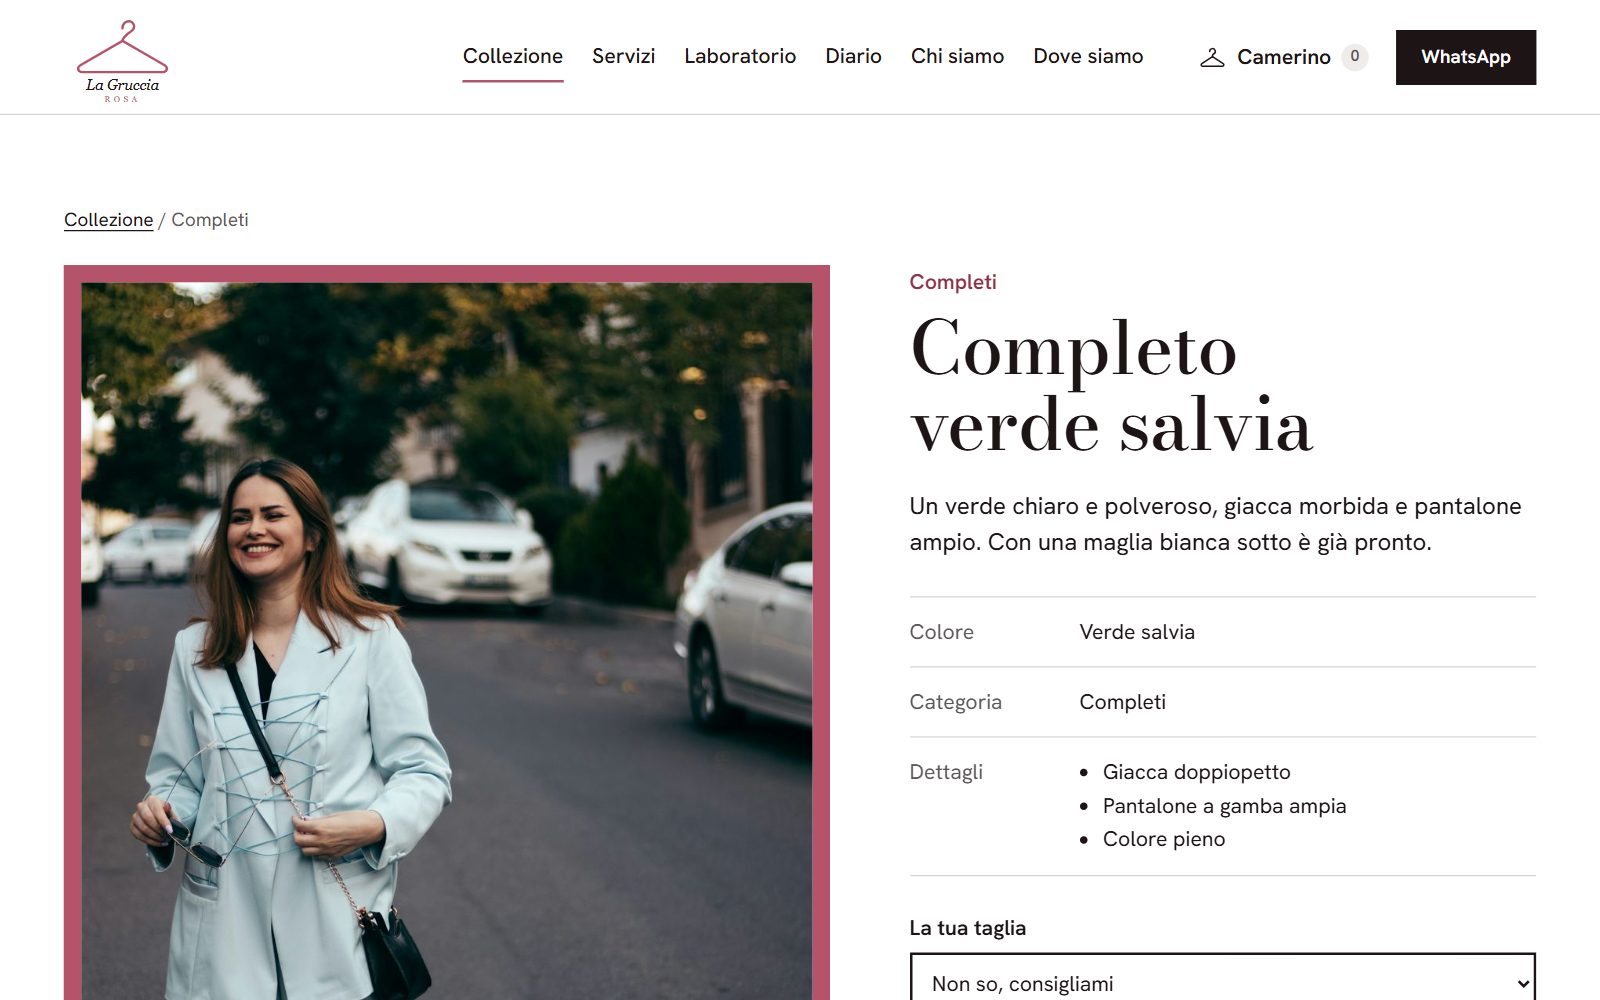 La Gruccia
ROSA
Collezione
Servizi
Laboratorio
Diario
Chi siamo
Dove siamo
Camerino
0
WhatsApp
Collezione / Completi
Completi
Completo
verde salvia
Un verde chiaro e polveroso, giacca morbida e pantalone
ampio. Con una maglia bianca sotto è già pronto.
Colore
Verde salvia
Categoria
Completi
Dettagli
Giacca doppiopetto
Pantalone a gamba ampia
Colore pieno
La tua taglia
Non so, consigliami